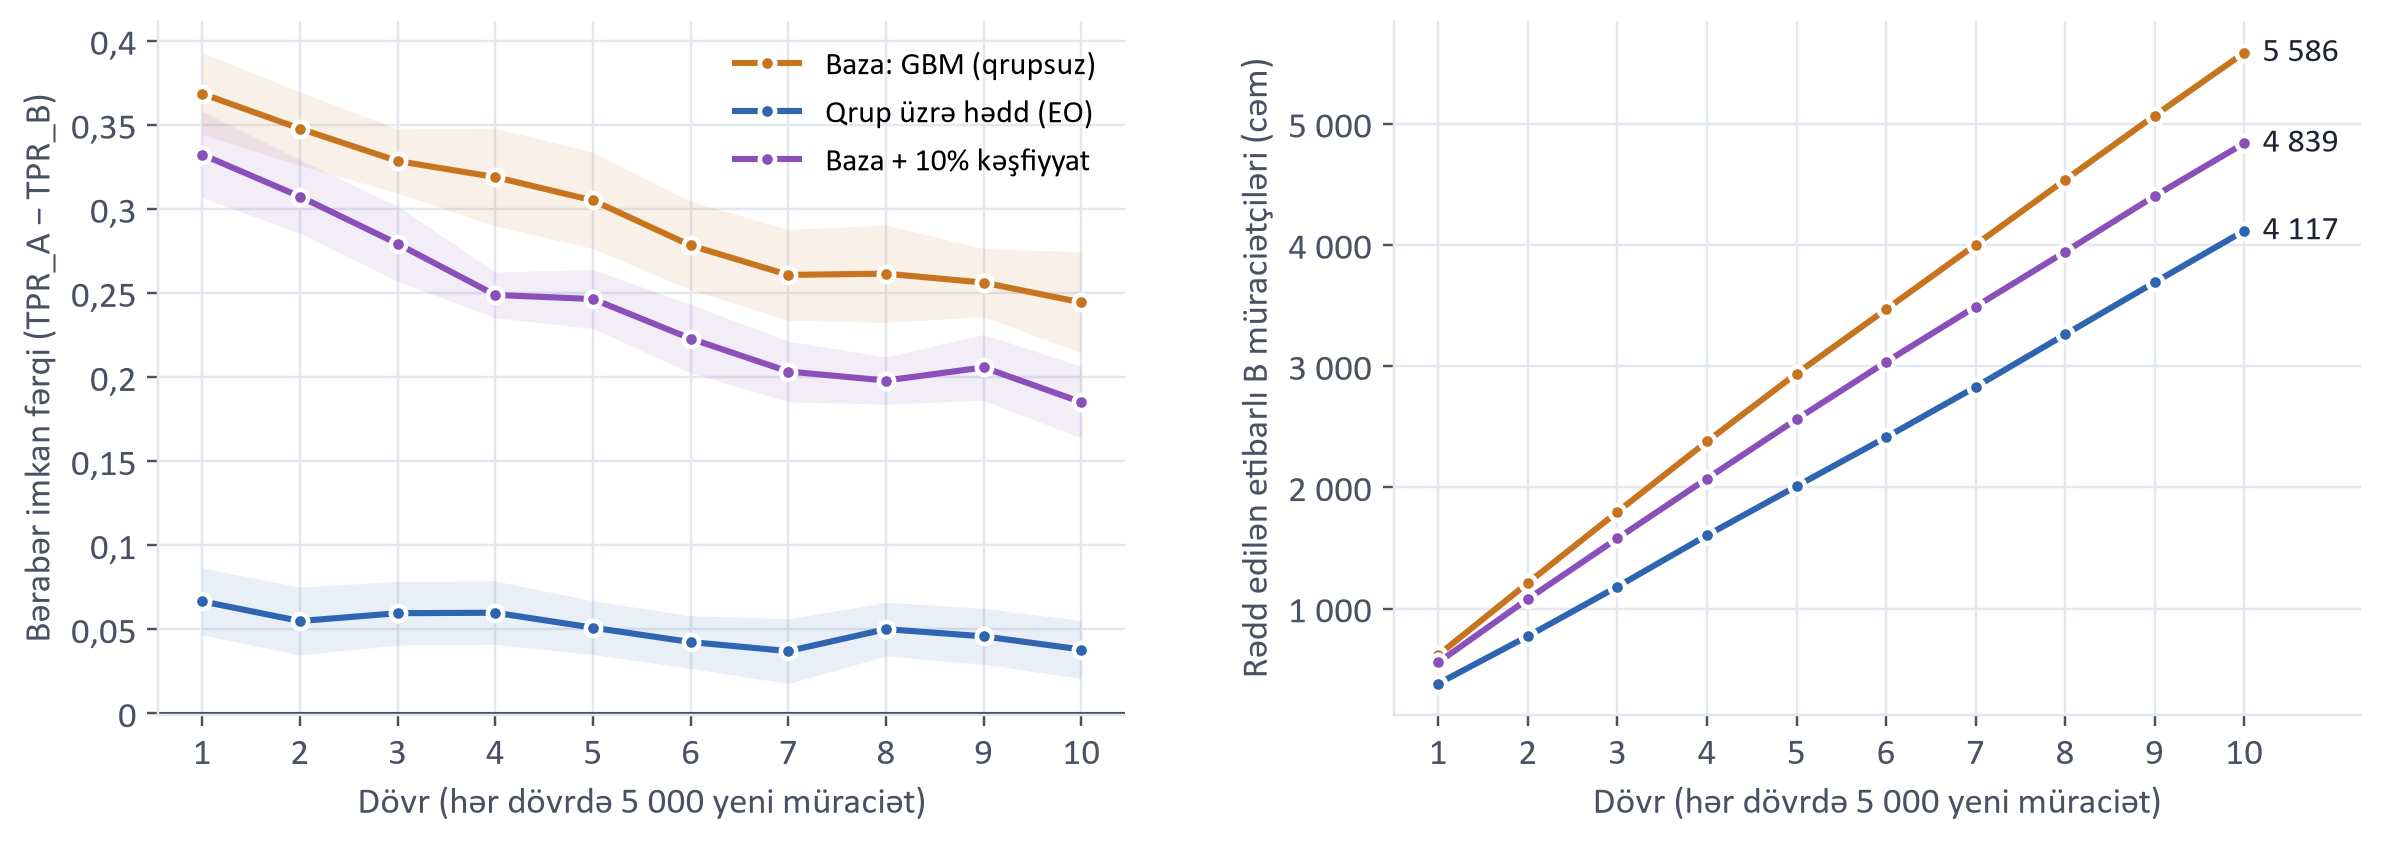 Bərabər imkan fərqi (TPR_A – TPR_B)
0,4
0,35
0,3
0,25
0,2
0,15
0,1
0,05
0
Baza: GBM (qrupsuz)
Qrup üzrə hədd (EO)
Baza + 10% kəşfiyyat
1 2 3 4 5 6 7 8 9 10
Dövr (hər dövrdə 5 000 yeni müraciət)
Rədd edilən etibarlı B müraciətçiləri (cəm)
5 000
4 000
3 000
2 000
1 000
5 586
4 839
4 117
1 2 3 4 5 6 7 8 9 10
Dövr (hər dövrdə 5 000 yeni müraciət)